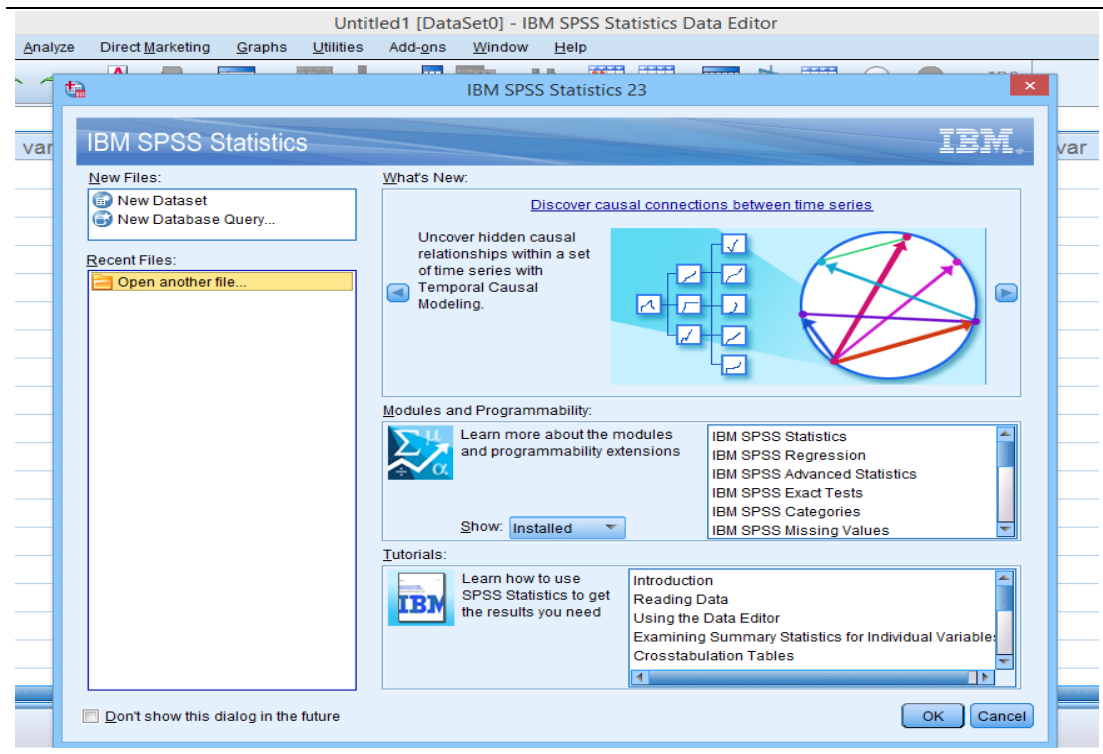 Untitled1 [DataSet0] - IBM SPSS Statistics Data Editor
Analyze Direct Marketing Graphs Utilities Add-ons Window Help
IBM SPSS Statistics 23
var
var
IBM SPSS Statistics
IBM
New Files:
New Dataset
New Database Query...
Recent Files:
Open another file...
What's New:
Discover causal connections between time series
Uncover hidden causal
relationships within a set
of time series with
Temporal Causal
Modeling.
Modules and Programmability:
Learn more about the modules
and programmability extensions
Show: Installed
IBM SPSS Statistics
IBM SPSS Regression
IBM SPSS Advanced Statistics
IBM SPSS Exact Tests
IBM SPSS Categories
IBM SPSS Missing Values
Tutorials:
IBM
Learn how to use
SPSS Statistics to get
the results you need
Introduction
Reading Data
Using the Data Editor
Examining Summary Statistics for Individual Variable
Crosstabulation Tables
Don't show this dialog in the future
OK Cancel